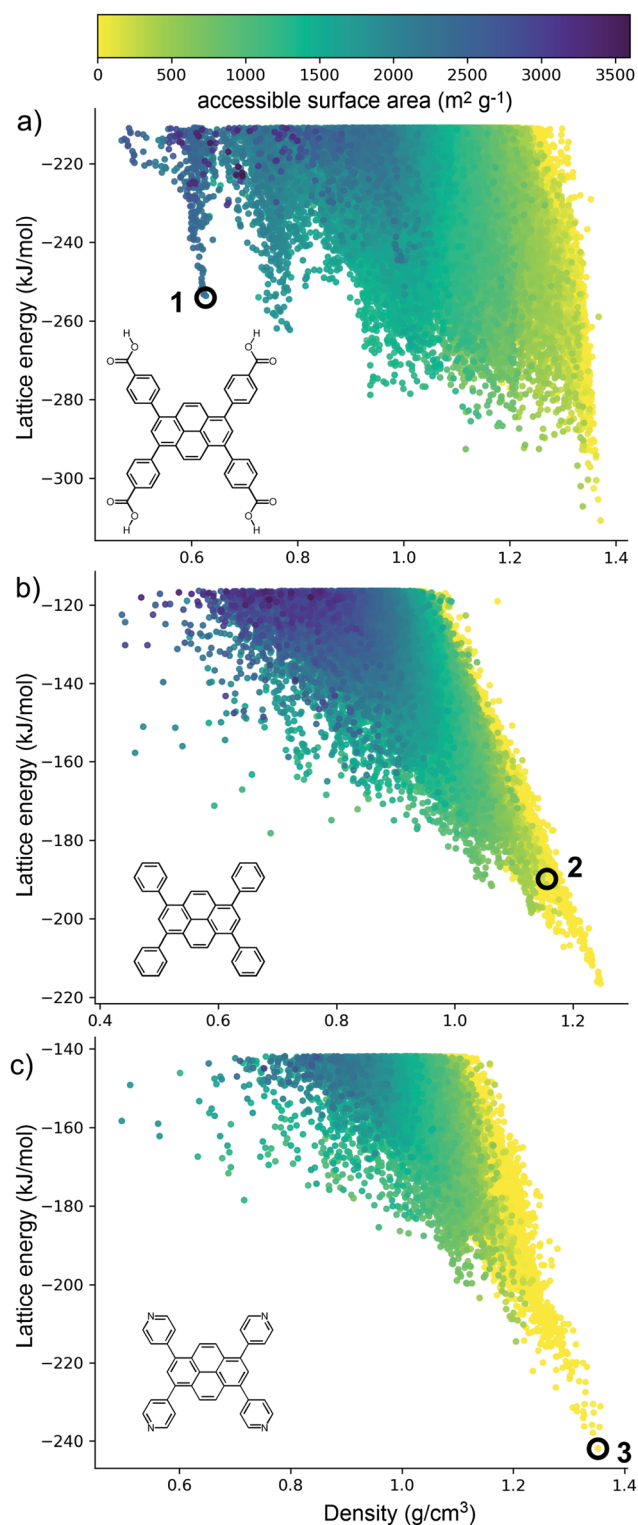 0 500 1000 1500 2000 2500 3000 3500
accessible surface area (m² g⁻¹)
a)
−220
−240
−260
−280
−300
Lattice energy (kJ/mol)
1
H
O
O
H
O
O
O
O
H
O
O
H
0.6 0.8 1.0 1.2 1.4
b)
−120
−140
−160
−180
−200
−220
Lattice energy (kJ/mol)
2
0.4 0.6 0.8 1.0 1.2
c)
−140
−160
−180
−200
−220
−240
Lattice energy (kJ/mol)
N
N
N
N
3
0.6 0.8 1.0 1.2 1.4
Density (g/cm³)